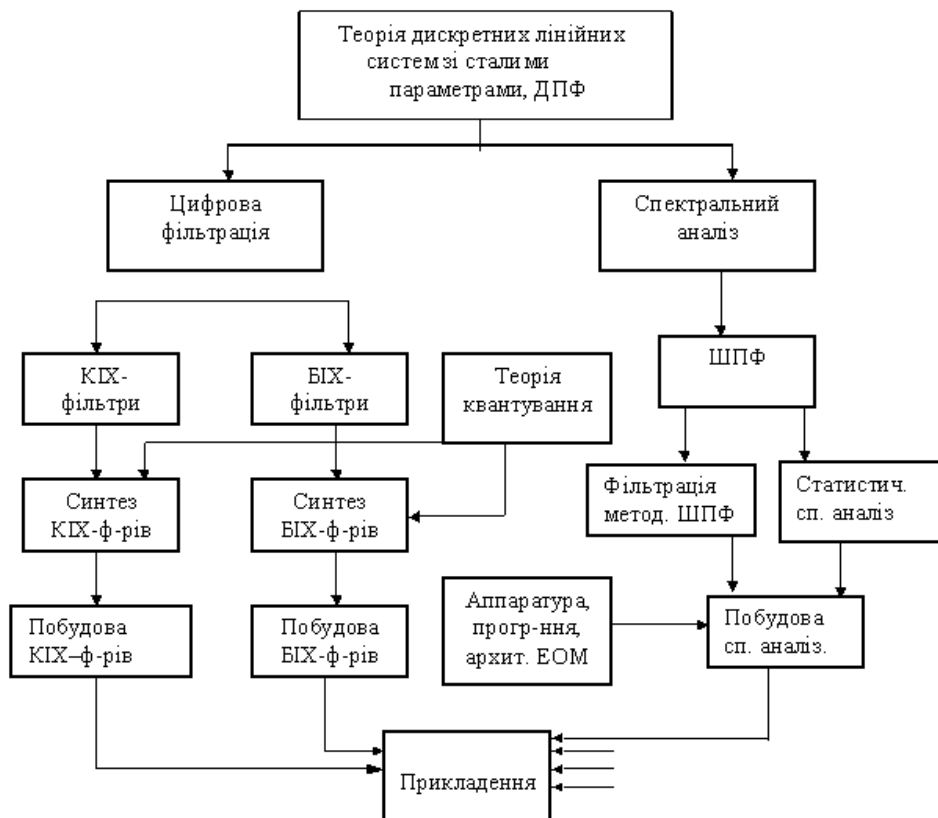 Теорія дискретних лінійних
систем зі сталими
параметрами, ДПФ
Цифрова
фільтрація
Спектральний
аналіз
КІХ-
фільтри
БІХ-
фільтри
Теорія
квантування
ШПФ
Синтез
КІХ-ф-рів
Синтез
БІХ-ф-рів
Фільтрація
метод. ШПФ
Статистич.
сп. аналіз
Побудова
КІХ–ф-рів
Побудова
БІХ-ф-рів
Аппаратура,
прогр-ння,
архит. ЕОМ
Побудова
сп. аналіз.
Прикладення